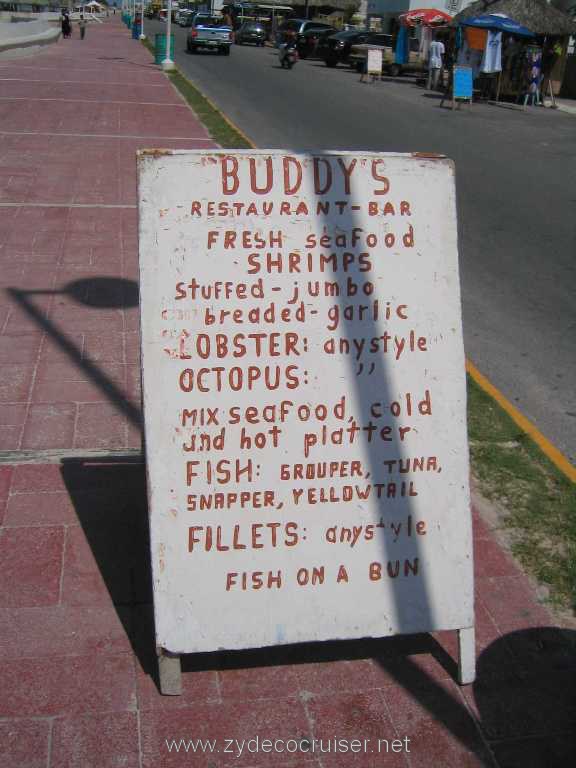 BUDDY'S
RESTAURANT-BAR
FRESH seafood
SHRIMPS
stuffed-jumbo
breaded-garlic
LOBSTER: anystyle
OCTOPUS: ''
MIX seafood, cold
and hot platter
FISH: GROUPER, TUNA,
SNAPPER, YELLOWTAIL
FILLETS: anystyle
FISH ON A BUN
www.zydecocruiser.net